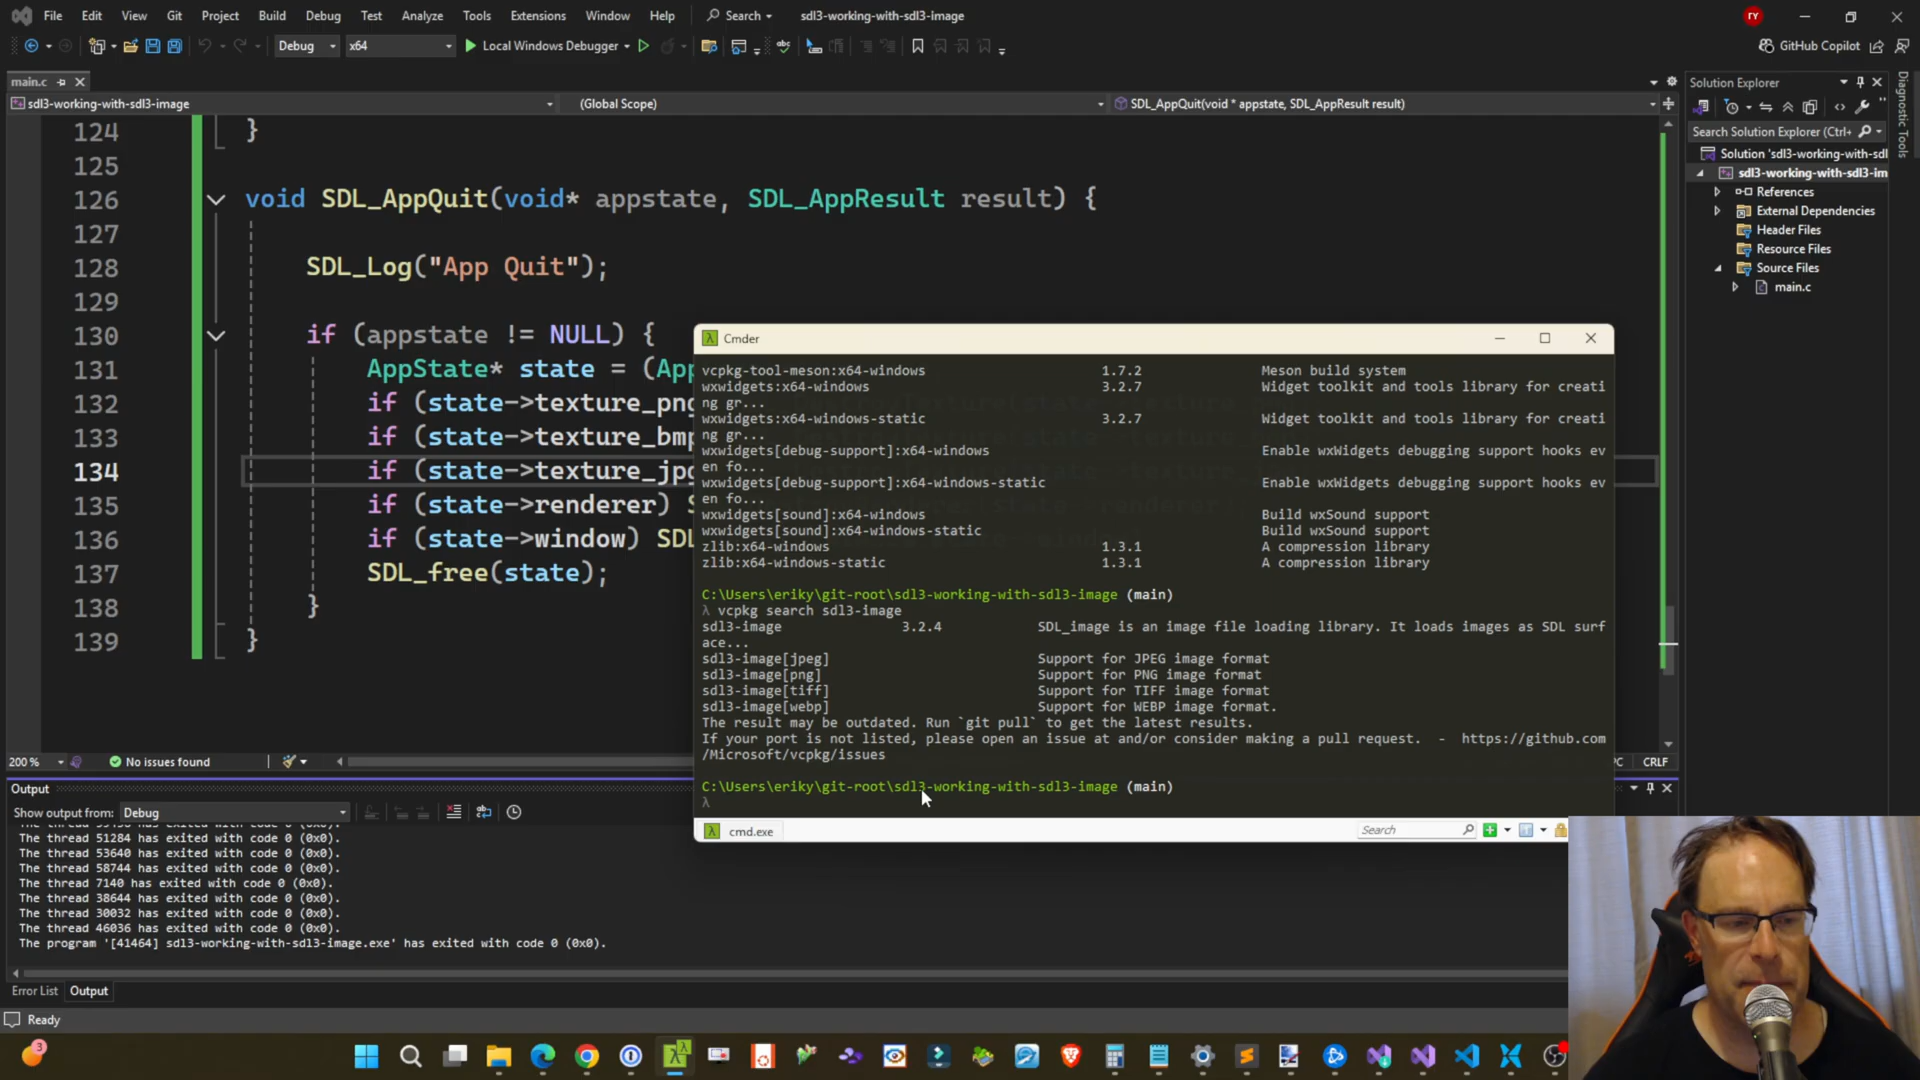 File Edit View Git Project Build Debug Test Analyze Tools Extensions Window Help Search sdl3-working-with-sdl3-image RY
Debug x64 Local Windows Debugger GitHub Copilot
main.c
sdl3-working-with-sdl3-image (Global Scope) SDL_AppQuit(void * appstate, SDL_AppResult result)
124 }
125
126 void SDL_AppQuit(void* appstate, SDL_AppResult result) {
127
128 SDL_Log("App Quit");
129
130 if (appstate != NULL) {
131 AppState* state = (App
132 if (state->texture_png
133 if (state->texture_bmp
134 if (state->texture_jpg
135 if (state->renderer) S
136 if (state->window) SDL
137 SDL_free(state);
138 }
139 }
200 % No issues found CRLF
Solution Explorer
Search Solution Explorer (Ctrl+
Solution 'sdl3-working-with-sdl
sdl3-working-with-sdl3-im
References
External Dependencies
Header Files
Resource Files
Source Files
main.c
Diagnostic Tools
Cmder
vcpkg-tool-meson:x64-windows 1.7.2 Meson build system
wxwidgets:x64-windows 3.2.7 Widget toolkit and tools library for creati
ng gr...
wxwidgets:x64-windows-static 3.2.7 Widget toolkit and tools library for creati
ng gr...
wxwidgets[debug-support]:x64-windows Enable wxWidgets debugging support hooks ev
en fo...
wxwidgets[debug-support]:x64-windows-static Enable wxWidgets debugging support hooks ev
en fo...
wxwidgets[sound]:x64-windows Build wxSound support
wxwidgets[sound]:x64-windows-static Build wxSound support
zlib:x64-windows 1.3.1 A compression library
zlib:x64-windows-static 1.3.1 A compression library
C:\Users\eriky\git-root\sdl3-working-with-sdl3-image (main)
λ vcpkg search sdl3-image
sdl3-image 3.2.4 SDL_image is an image file loading library. It loads images as SDL surf
ace...
sdl3-image[jpeg] Support for JPEG image format
sdl3-image[png] Support for PNG image format
sdl3-image[tiff] Support for TIFF image format
sdl3-image[webp] Support for WEBP image format.
The result may be outdated. Run `git pull` to get the latest results.
If your port is not listed, please open an issue at and/or consider making a pull request. - https://github.com
/Microsoft/vcpkg/issues
C:\Users\eriky\git-root\sdl3-working-with-sdl3-image (main)
λ
cmd.exe Search
Output
Show output from: Debug
The thread 51284 has exited with code 0 (0x0).
The thread 53640 has exited with code 0 (0x0).
The thread 58744 has exited with code 0 (0x0).
The thread 7140 has exited with code 0 (0x0).
The thread 38644 has exited with code 0 (0x0).
The thread 30032 has exited with code 0 (0x0).
The thread 46036 has exited with code 0 (0x0).
The program '[41464] sdl3-working-with-sdl3-image.exe' has exited with code 0 (0x0).
Error List Output
Ready
3